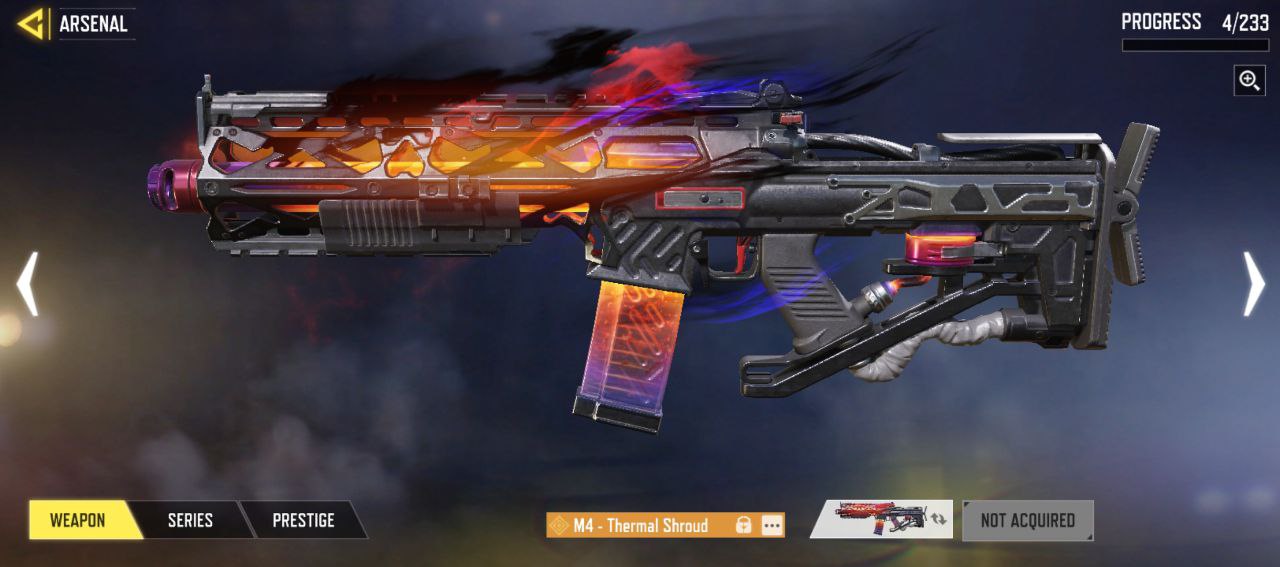 ARSENAL
PROGRESS 4/233
WEAPON
SERIES
PRESTIGE
M4 - Thermal Shroud
NOT ACQUIRED